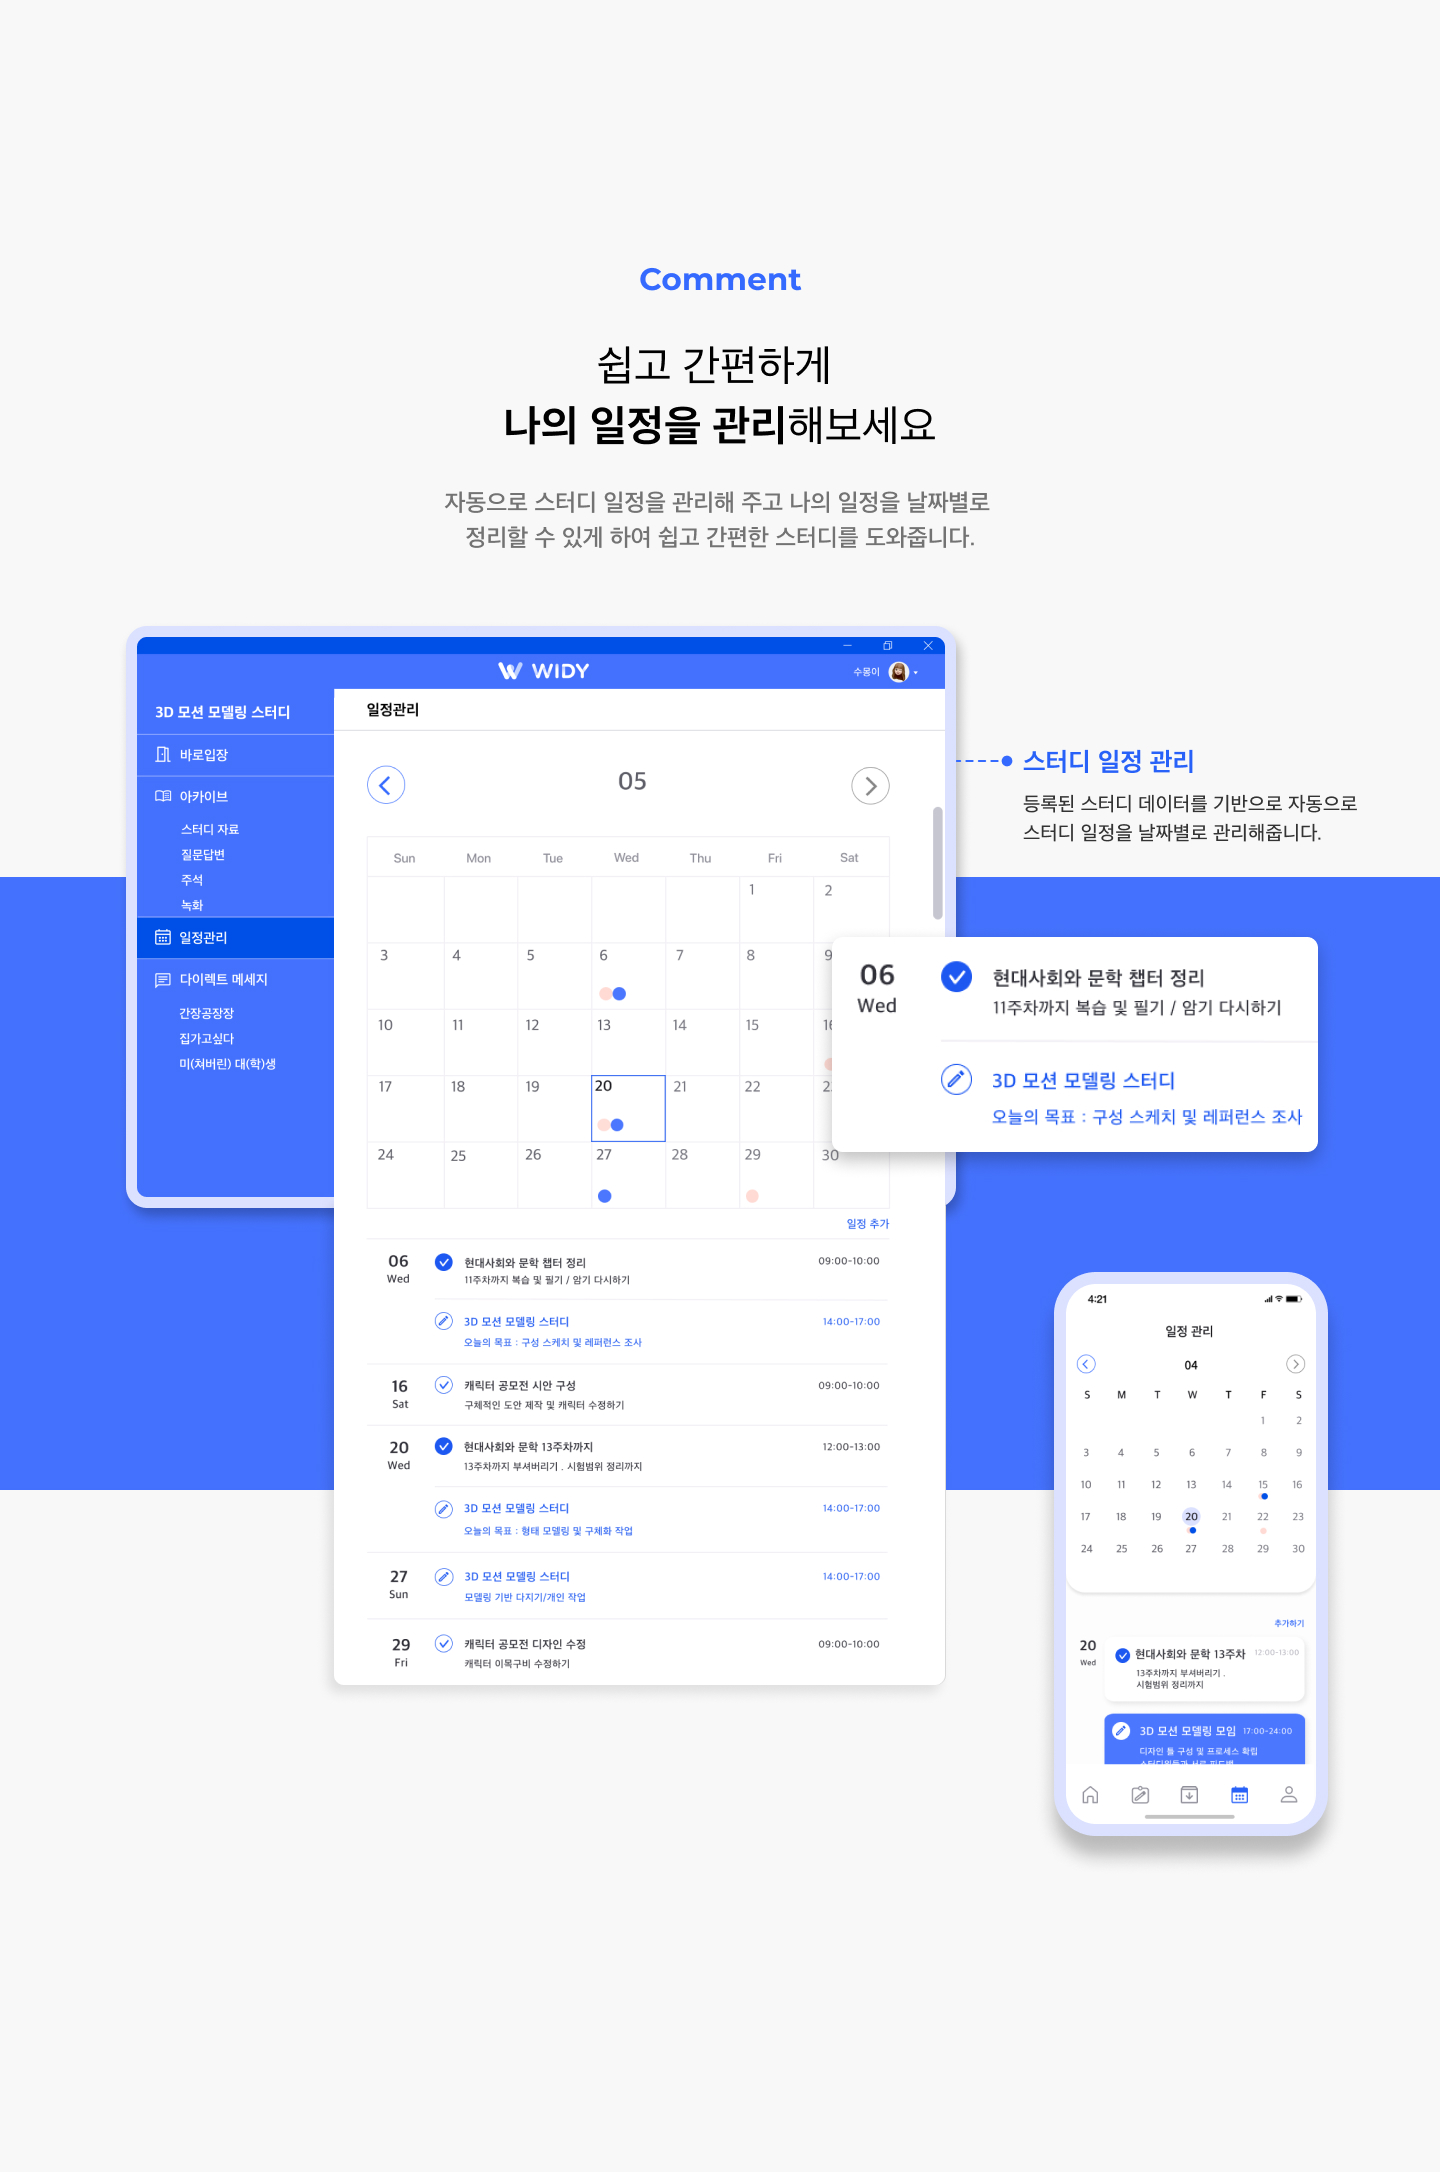 Comment
쉽고 간편하게
나의 일정을 관리해보세요
자동으로 스터디 일정을 관리해 주고 나의 일정을 날짜별로
정리할 수 있게 하여 쉽고 간편한 스터디를 도와줍니다.
WIDY
수몽이
3D 모션 모델링 스터디
바로입장
아카이브
스터디 자료
질문답변
주석
녹화
일정관리
다이렉트 메세지
간장공장장
집가고싶다
미(쳐버린) 대(학)생
일정관리
05
Sun Mon Tue Wed Thu Fri Sat
1 2
3 4 5 6 7 8 9
10 11 12 13 14 15
17 18 19 20 21 22
24 25 26 27 28 29 30
일정 추가
06 현대사회와 문학 챕터 정리 09:00-10:00
Wed 11주차까지 복습 및 필기 / 암기 다시하기
3D 모션 모델링 스터디 14:00-17:00
오늘의 목표 : 구성 스케치 및 레퍼런스 조사
16 캐릭터 공모전 시안 구성 09:00-10:00
Sat 구체적인 도안 제작 및 캐릭터 수정하기
20 현대사회와 문학 13주차까지 12:00-13:00
Wed 13주차까지 부셔버리기 . 시험범위 정리까지
3D 모션 모델링 스터디 14:00-17:00
오늘의 목표 : 형태 모델링 및 구체화 작업
27 3D 모션 모델링 스터디 14:00-17:00
Sun 모델링 기반 다지기/개인 작업
29 캐릭터 공모전 디자인 수정 09:00-10:00
Fri 캐릭터 이목구비 수정하기
스터디 일정 관리
등록된 스터디 데이터를 기반으로 자동으로
스터디 일정을 날짜별로 관리해줍니다.
06 현대사회와 문학 챕터 정리
Wed 11주차까지 복습 및 필기 / 암기 다시하기
3D 모션 모델링 스터디
오늘의 목표 : 구성 스케치 및 레퍼런스 조사
4:21
일정 관리
04
S M T W T F S
1 2
3 4 5 6 7 8 9
10 11 12 13 14 15 16
17 18 19 20 21 22 23
24 25 26 27 28 29 30
추가하기
20 현대사회와 문학 13주차 12:00-13:00
Wed 13주차까지 부셔버리기 .
시험범위 정리까지
3D 모션 모델링 모임 17:00-24:00
디자인 툴 구성 및 프로세스 확립